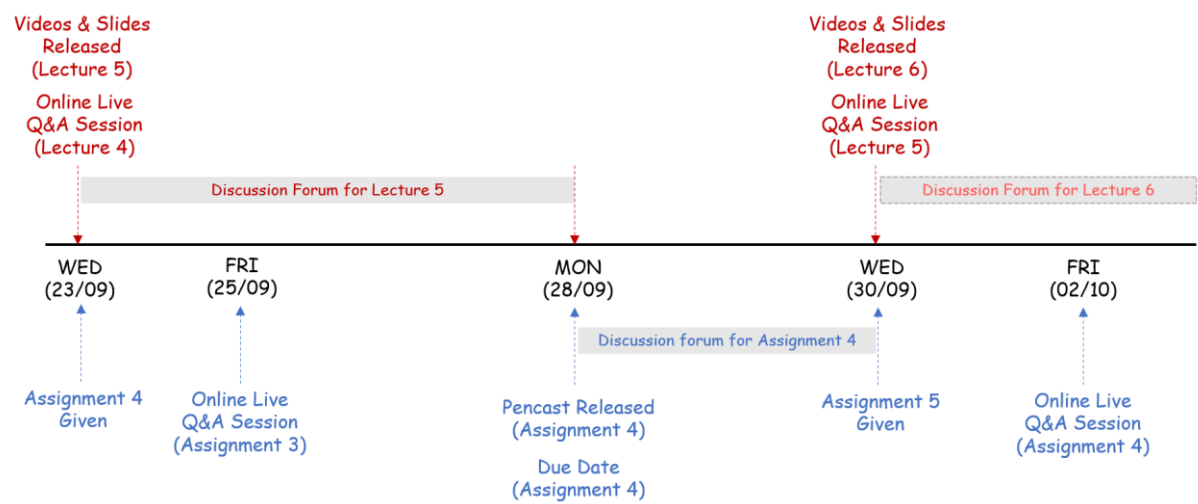 Videos & Slides
Released
(Lecture 5)
Online Live
Q&A Session
(Lecture 4)
Videos & Slides
Released
(Lecture 6)
Online Live
Q&A Session
(Lecture 5)
Discussion Forum for Lecture 5
Discussion Forum for Lecture 6
WED
(23/09)
FRI
(25/09)
MON
(28/09)
WED
(30/09)
FRI
(02/10)
Discussion forum for Assignment 4
Assignment 4
Given
Online Live
Q&A Session
(Assignment 3)
Pencast Released
(Assignment 4)
Due Date
(Assignment 4)
Assignment 5
Given
Online Live
Q&A Session
(Assignment 4)